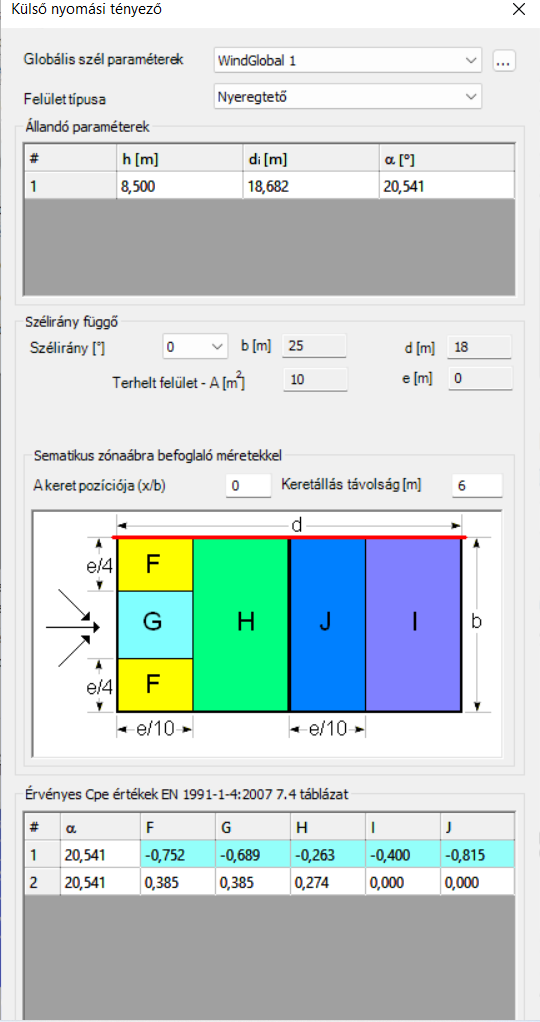 Külső nyomási tényező
Globális szél paraméterek WindGlobal 1 ...
Felület típusa Nyeregtető
Állandó paraméterek
# h [m] dᵢ [m] α [°]
1 8,500 18,682 20,541
Szélirány függő
Szélirány [°] 0 b [m] 25 d [m] 18
Terhelt felület - A [m²] 10 e [m] 0
Sematikus zónaábra befoglaló méretekkel
A keret pozíciója (x/b) 0 Keretállás távolság [m] 6
d
e/4 F
G H J I b
e/4 F
e/10 e/10
Érvényes Cpe értékek EN 1991-1-4:2007 7.4 táblázat
# α F G H I J
1 20,541 -0,752 -0,689 -0,263 -0,400 -0,815
2 20,541 0,385 0,385 0,274 0,000 0,000